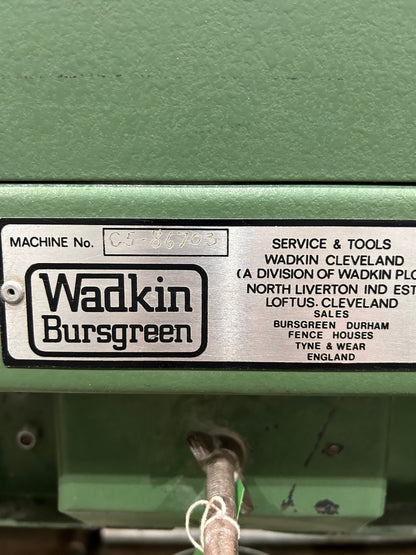 MACHINE No. C5-86703
Wadkin
Bursgreen
SERVICE & TOOLS
WADKIN CLEVELAND
(A DIVISION OF WADKIN PLC
NORTH LIVERTON IND EST
LOFTUS. CLEVELAND
SALES
BURSGREEN DURHAM
FENCE HOUSES
TYNE & WEAR
ENGLAND